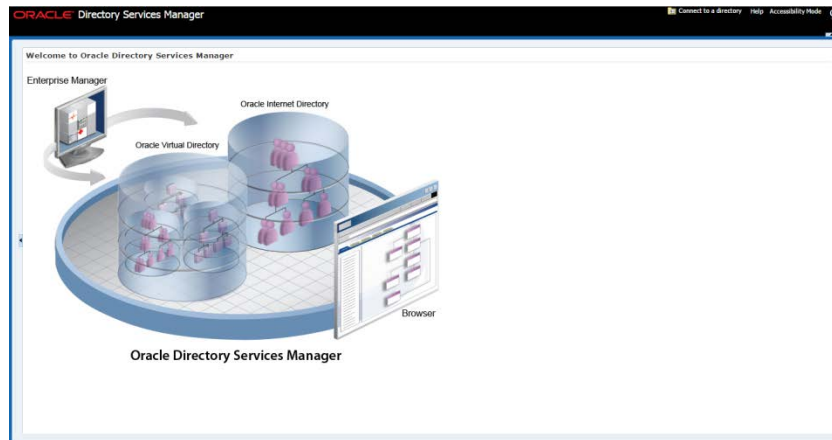 ORACLE Directory Services Manager
Connect to a directory Help Accessibility Mode
Welcome to Oracle Directory Services Manager
Enterprise Manager
Oracle Internet Directory
Oracle Virtual Directory
Browser
Oracle Directory Services Manager